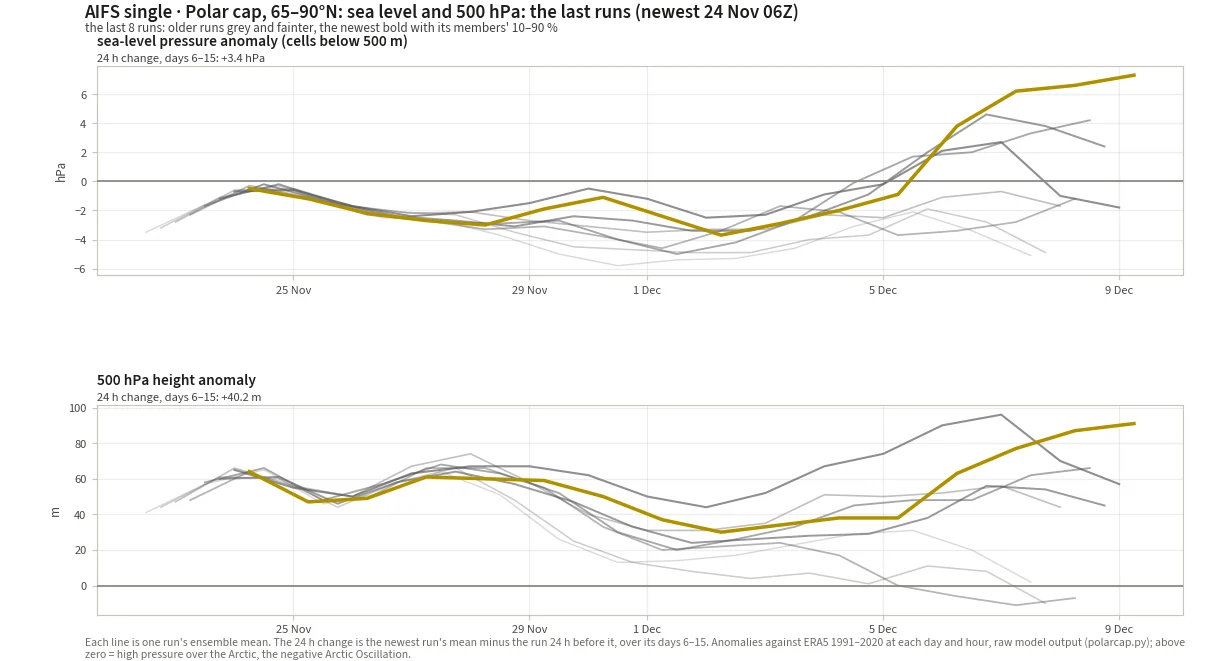 AIFS single · Polar cap, 65–90°N: sea level and 500 hPa: the last runs (newest 24 Nov 06Z)
the last 8 runs: older runs grey and fainter, the newest bold with its members' 10–90 %
sea-level pressure anomaly (cells below 500 m)
24 h change, days 6–15: +3.4 hPa
6
4
2
0
−2
−4
−6
hPa
25 Nov
29 Nov
1 Dec
5 Dec
9 Dec
500 hPa height anomaly
24 h change, days 6–15: +40.2 m
100
80
60
40
20
0
m
25 Nov
29 Nov
1 Dec
5 Dec
9 Dec
Each line is one run's ensemble mean. The 24 h change is the newest run's mean minus the run 24 h before it, over its days 6–15. Anomalies against ERA5 1991–2020 at each day and hour, raw model output (polarcap.py); above
zero = high pressure over the Arctic, the negative Arctic Oscillation.